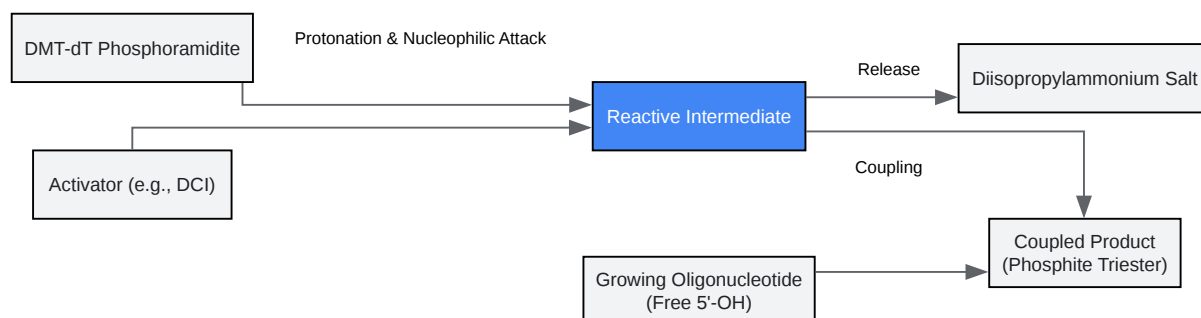 DMT-dT Phosphoramidite
Protonation & Nucleophilic Attack
Release
Diisopropylammonium Salt
Reactive Intermediate
Activator (e.g., DCI)
Coupling
Growing Oligonucleotide
(Free 5'-OH)
Coupled Product
(Phosphite Triester)